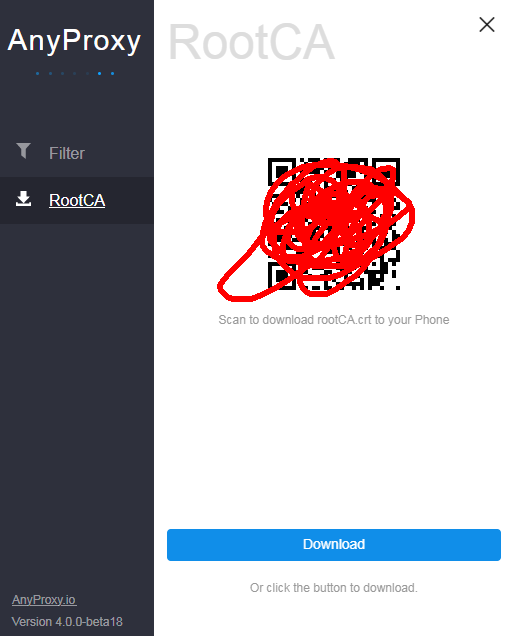 AnyProxy
Filter
RootCA
AnyProxy.io
Version 4.0.0-beta18
RootCA
Scan to download rootCA.crt to your Phone
Download
Or click the button to download.